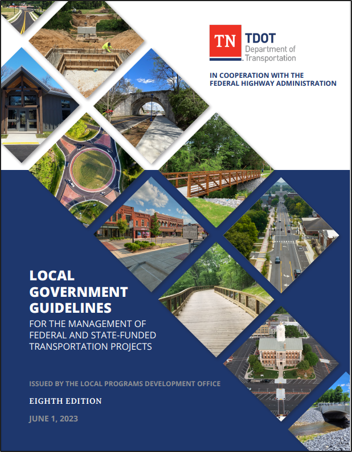 TN
TDOT
Department of
Transportation
IN COOPERATION WITH THE
FEDERAL HIGHWAY ADMINISTRATION
LOCAL
GOVERNMENT
GUIDELINES
FOR THE MANAGEMENT OF
FEDERAL AND STATE-FUNDED
TRANSPORTATION PROJECTS
ISSUED BY THE LOCAL PROGRAMS DEVELOPMENT OFFICE
EIGHTH EDITION
JUNE 1, 2023